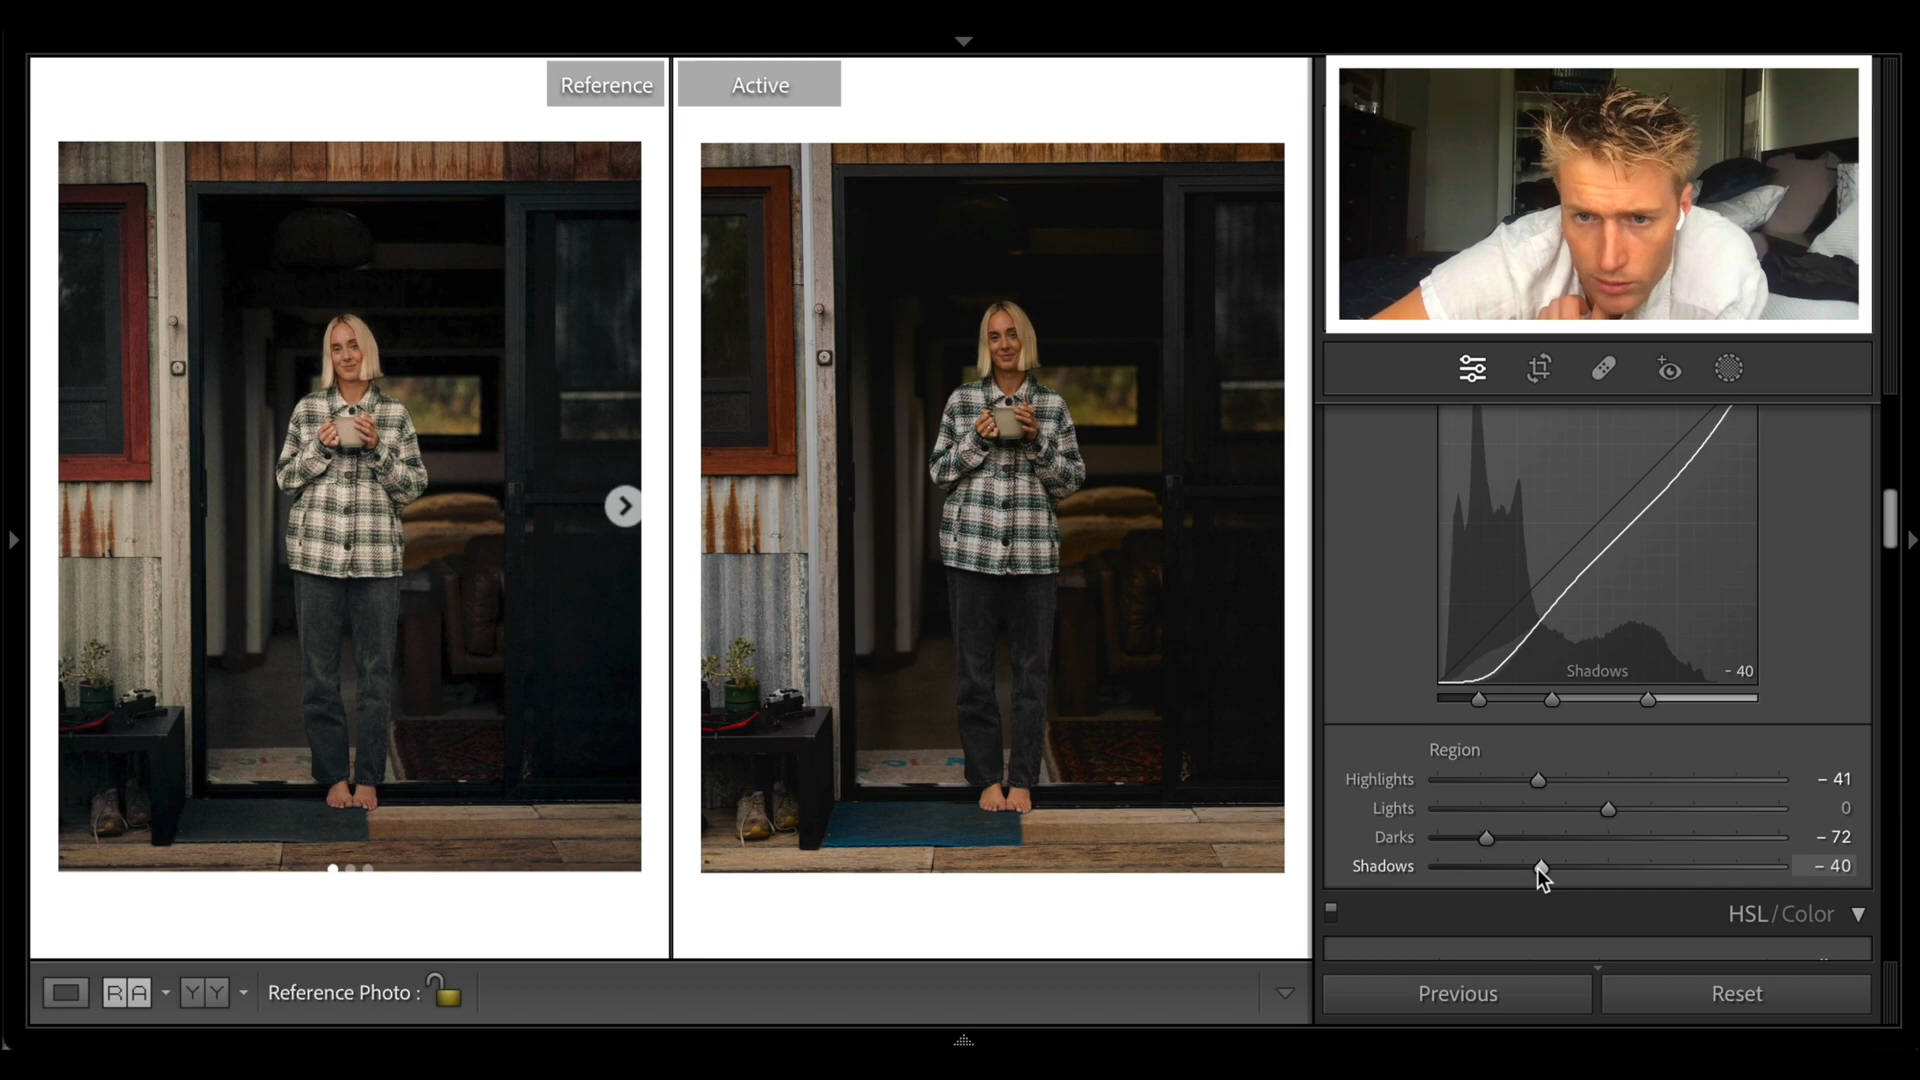 Reference
Active
Shadows - 40
Region
Highlights - 41
Lights 0
Darks - 72
Shadows - 40
HSL / Color
R A
Y Y
Reference Photo :
Previous
Reset